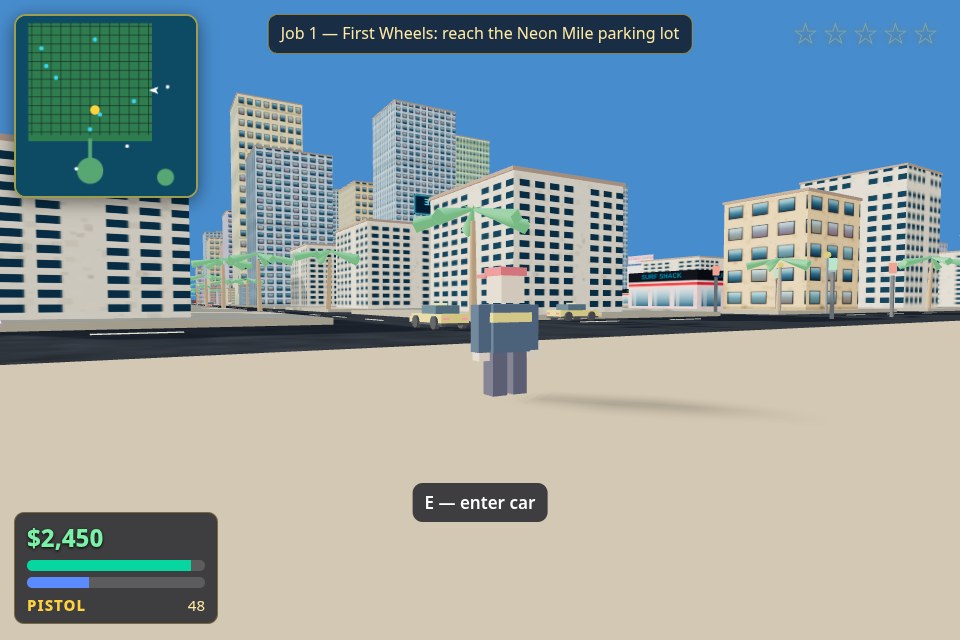 Job 1 — First Wheels: reach the Neon Mile parking lot
SURF SHACK
E — enter car
$2,450
PISTOL 48